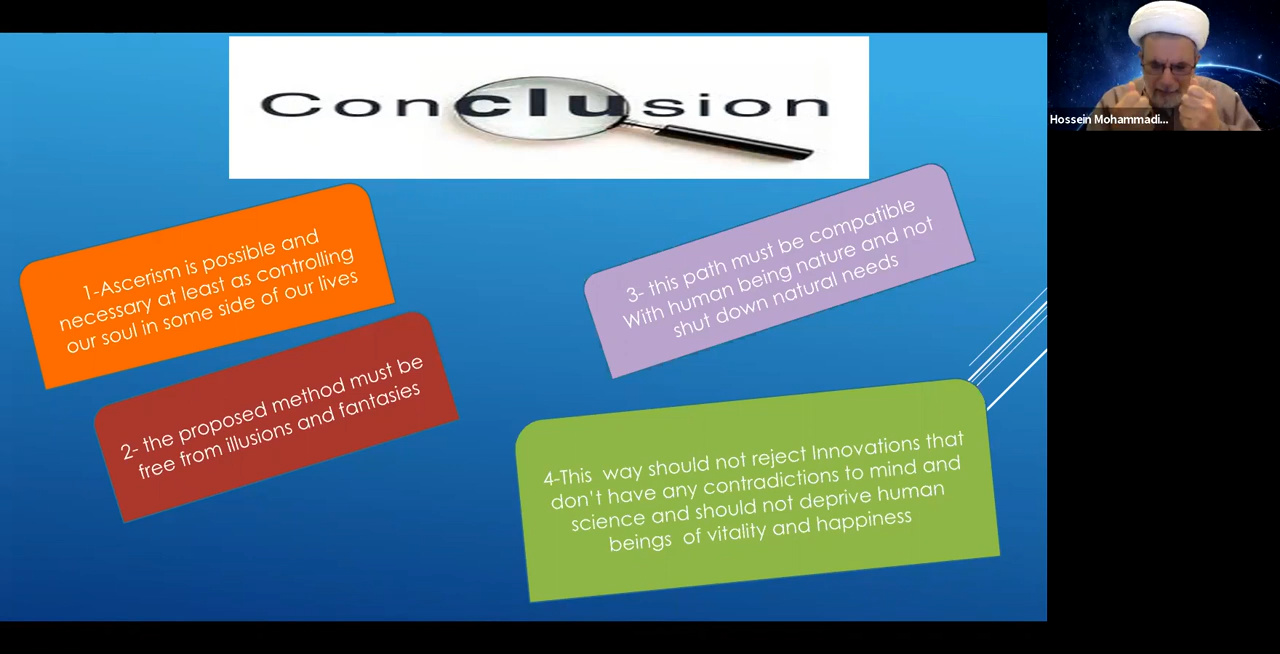 Conclusion
1-Ascerism is possible and
necessary at least as controlling
our soul in some side of our lives
2- the proposed method must be
free from illusions and fantasies
3- this path must be compatible
With human being nature and not
shut down natural needs
4-This way should not reject Innovations that
don't have any contradictions to mind and
science and should not deprive human
beings of vitality and happiness
Hossein Mohammadi...